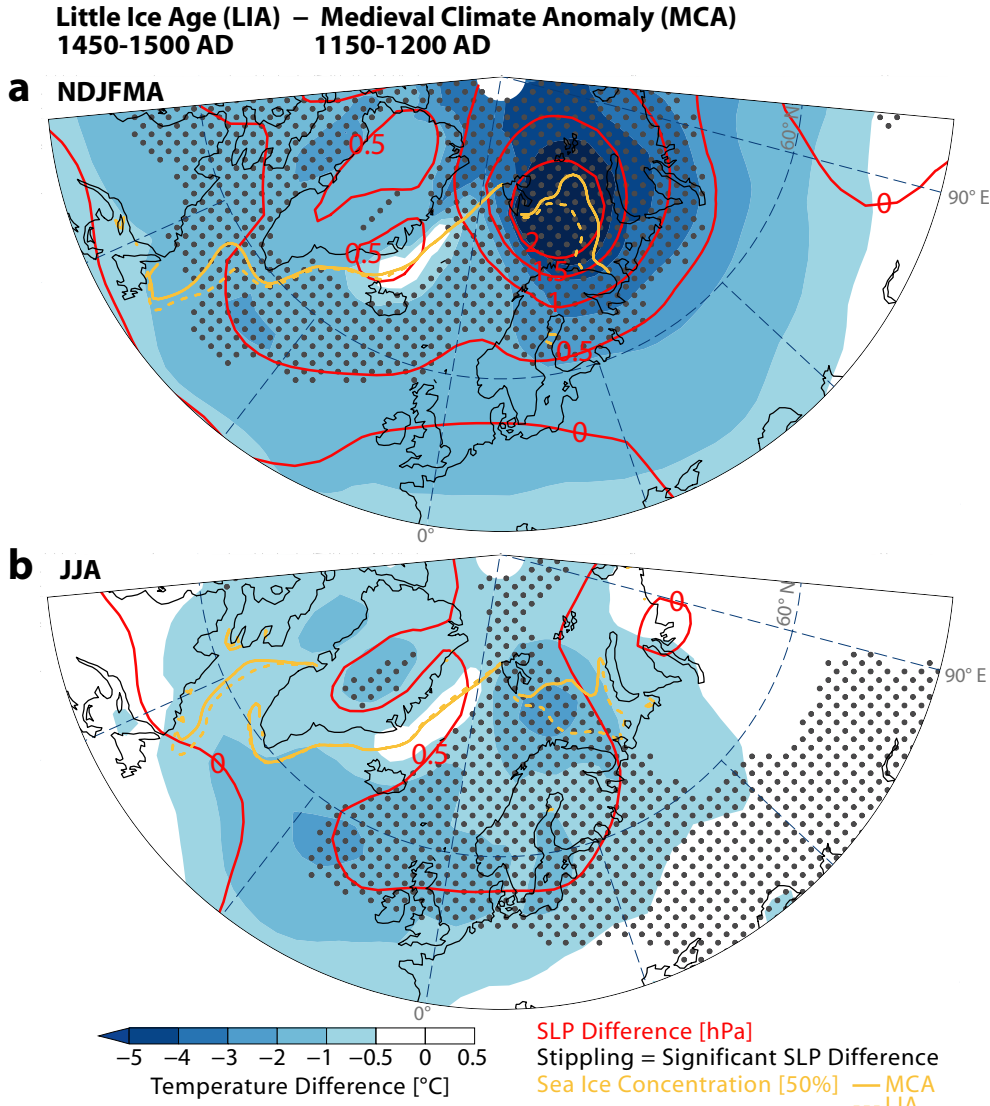 Little Ice Age (LIA) – Medieval Climate Anomaly (MCA)
1450-1500 AD 1150-1200 AD
a NDJFMA
60° N
0.5
90° E
0
0.5
2
1.5
1
0.5
0
0°
b JJA
0
60° N
90° E
0.5
0
0°
−5 −4 −3 −2 −1 −0.5 0 0.5
Temperature Difference [°C]
SLP Difference [hPa]
Stippling = Significant SLP Difference
Sea Ice Concentration [50%] MCA
LIA